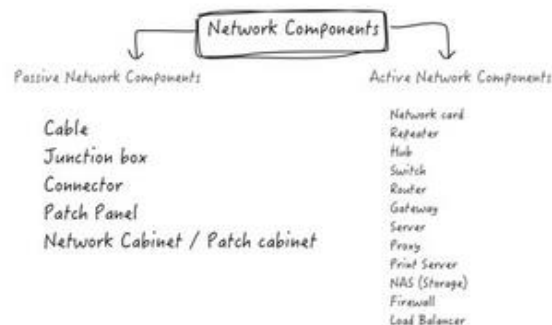 Network Components
Passive Network Components
Cable
Junction box
Connector
Patch Panel
Network Cabinet / Patch cabinet
Active Network Components
Network card
Repeater
Hub
Switch
Router
Gateway
Server
Proxy
Print Server
NAS (Storage)
Firewall
Load Balancer